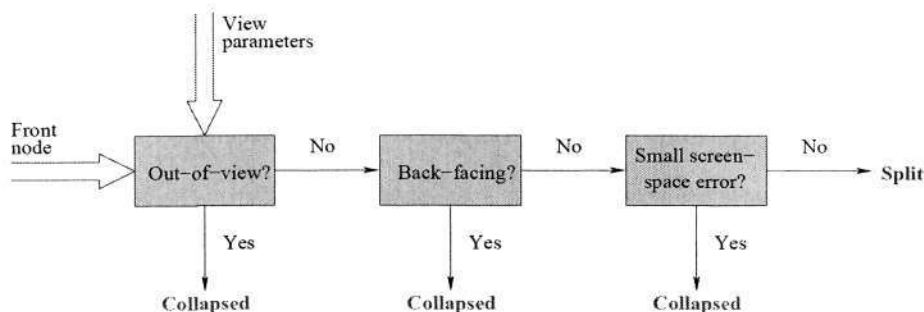 View
parameters
Front
node
Out-of-view?
No
Back-facing?
No
Small screen-
space error?
No
Split
Yes
Yes
Yes
Collapsed
Collapsed
Collapsed